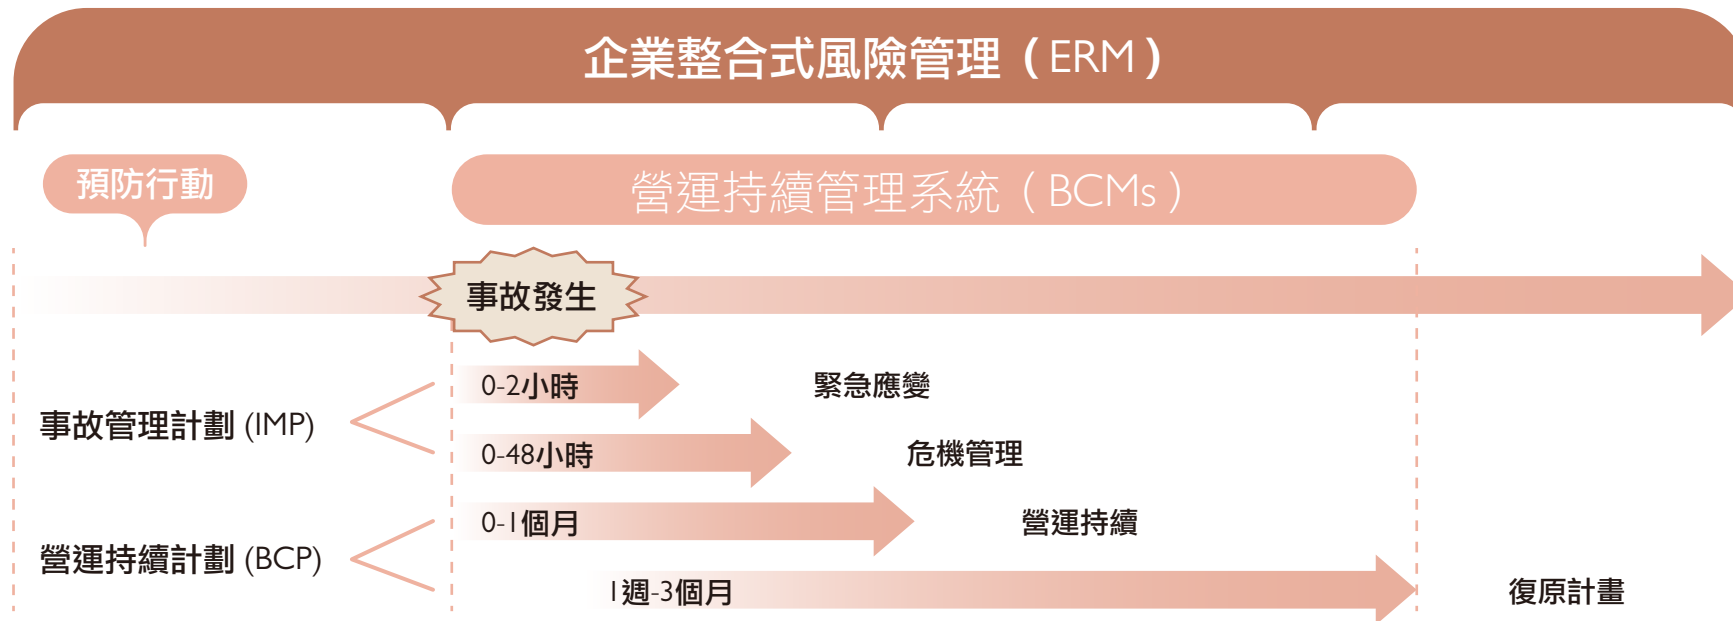 企業整合式風險管理（ERM）
預防行動
營運持續管理系統（BCMs）
事故發生
0-2小時
緊急應變
事故管理計劃 (IMP)
0-48小時
危機管理
0-1個月
營運持續
營運持續計劃 (BCP)
1週-3個月
復原計畫